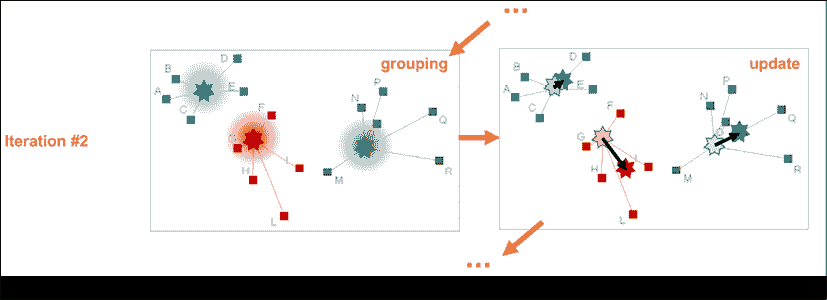 ...
grouping
update
Iteration #2
B
D
A
E
C
F
G
I
H
L
P
N
Q
R
M
B
D
A
E
C
F
G
H
L
P
N
Q
R
M
...